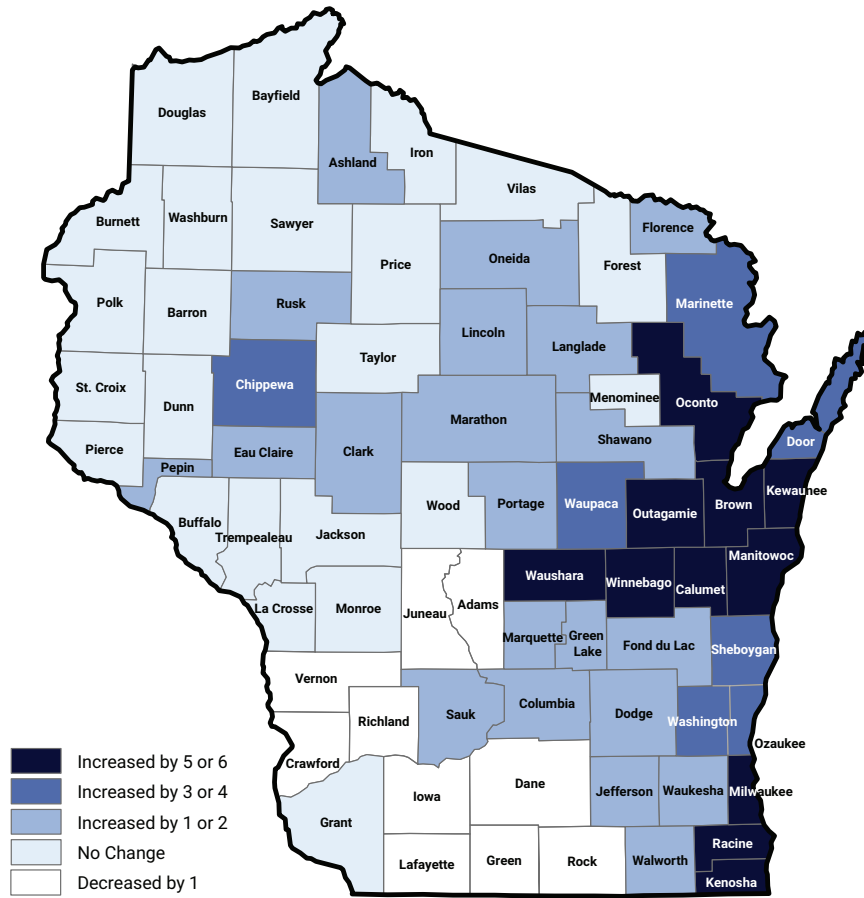 Douglas
Bayfield
Ashland
Iron
Vilas
Burnett
Washburn
Sawyer
Price
Oneida
Forest
Florence
Marinette
Polk
Barron
Rusk
Lincoln
Langlade
Taylor
St. Croix
Dunn
Chippewa
Menominee
Oconto
Marathon
Shawano
Door
Pierce
Pepin
Eau Claire
Clark
Wood
Portage
Waupaca
Outagamie
Brown
Kewaunee
Buffalo
Trempealeau
Jackson
Manitowoc
La Crosse
Monroe
Juneau
Adams
Waushara
Winnebago
Calumet
Marquette
Green
Lake
Fond du Lac
Sheboygan
Vernon
Richland
Sauk
Columbia
Dodge
Washington
Ozaukee
Crawford
Grant
Iowa
Dane
Jefferson
Waukesha
Milwaukee
Lafayette
Green
Rock
Walworth
Racine
Kenosha
Increased by 5 or 6
Increased by 3 or 4
Increased by 1 or 2
No Change
Decreased by 1